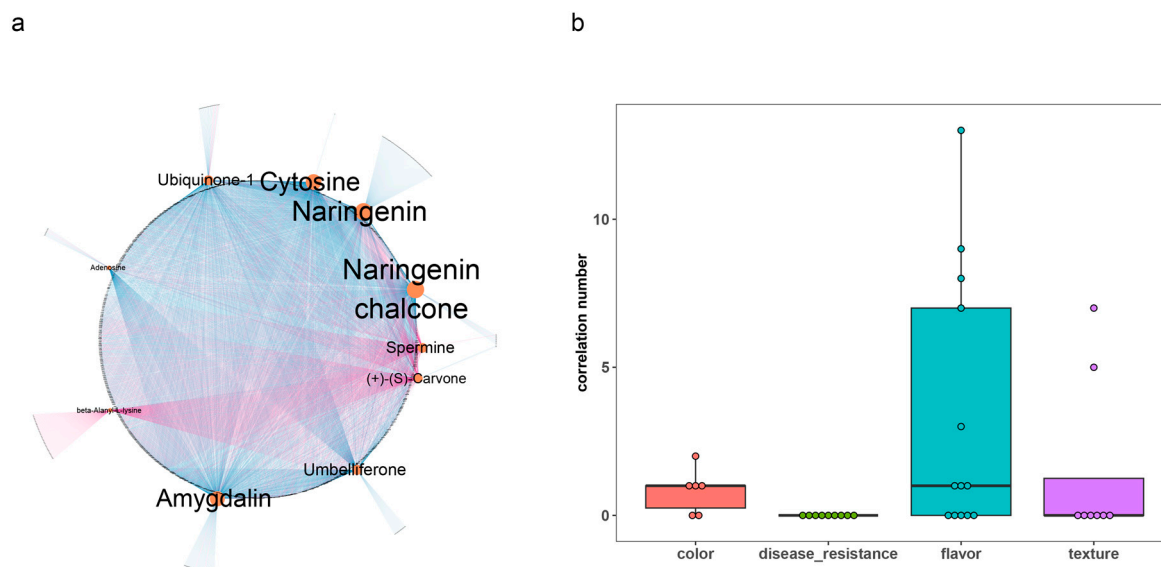 a
b
Ubiquinone-1
Cytosine
Naringenin
Adenosine
Naringenin
chalcone
Spermine
(+)-(S)-Carvone
beta-Alanyl-L-lysine
Umbelliferone
Amygdalin
correlation number
10
5
0
color
disease_resistance
flavor
texture